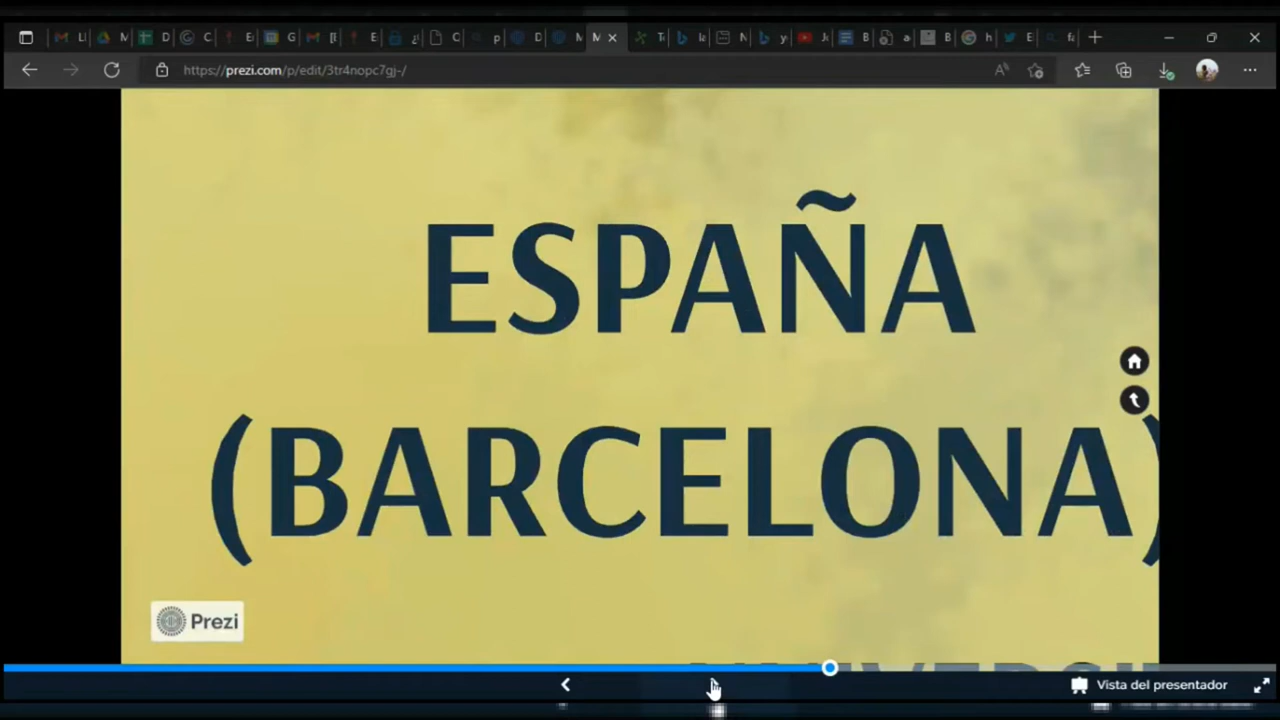 https://prezi.com/p/edit/3tr4nopc7gj-/
ESPAÑA
(BARCELONA)
Prezi
Vista del presentador